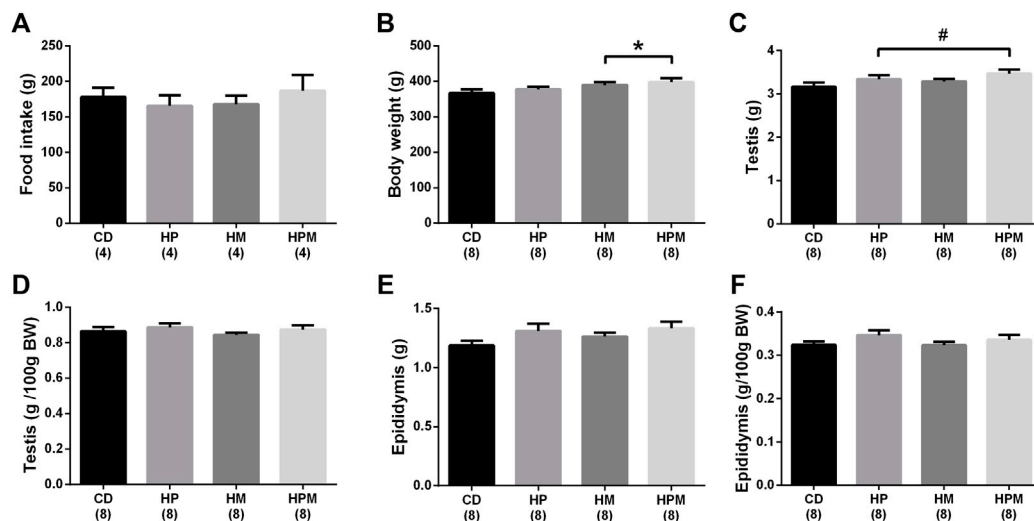 A
Food intake (g)
250
200
150
100
50
0
CD HP HM HPM
(4) (4) (4) (4)
B
Body weight (g)
*
600
500
400
300
200
100
0
CD HP HM HPM
(8) (8) (8) (8)
C
Testis (g)
#
4
3
2
1
0
CD HP HM HPM
(8) (8) (8) (8)
D
Testis (g /100g BW)
1.0
0.8
0.6
0.4
0.2
0.0
CD HP HM HPM
(8) (8) (8) (8)
E
Epididymis (g)
1.5
1.0
0.5
0.0
CD HP HM HPM
(8) (8) (8) (8)
F
Epididymis (g/100g BW)
0.4
0.3
0.2
0.1
0.0
CD HP HM HPM
(8) (8) (8) (8)